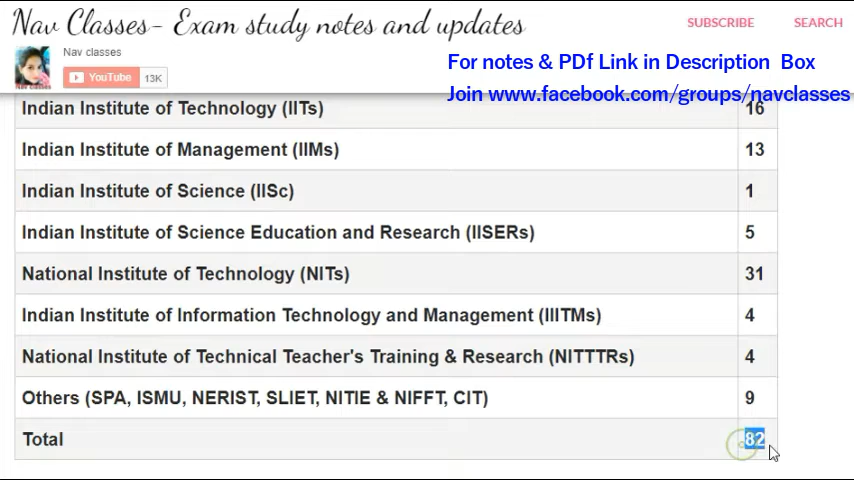 Nav Classes- Exam study notes and updates
SUBSCRIBE SEARCH
Nav classes
YouTube 13K
For notes & PDf Link in Description Box
Join www.facebook.com/groups/navclasses
Indian Institute of Technology (IITs) 16
Indian Institute of Management (IIMs) 13
Indian Institute of Science (IISc) 1
Indian Institute of Science Education and Research (IISERs) 5
National Institute of Technology (NITs) 31
Indian Institute of Information Technology and Management (IIITMs) 4
National Institute of Technical Teacher's Training & Research (NITTTRs) 4
Others (SPA, ISMU, NERIST, SLIET, NITIE & NIFFT, CIT) 9
Total 82